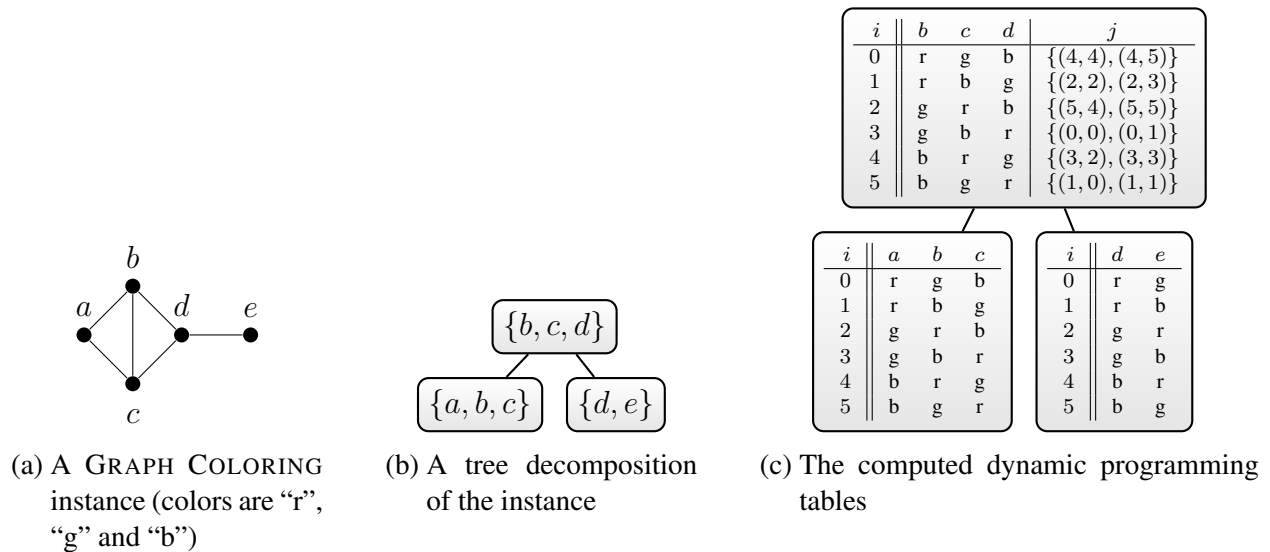 i b c d j
0 r g b {(4, 4), (4, 5)}
1 r b g {(2, 2), (2, 3)}
2 g r b {(5, 4), (5, 5)}
3 g b r {(0, 0), (0, 1)}
4 b r g {(3, 2), (3, 3)}
5 b g r {(1, 0), (1, 1)}
b
a d e
c
{b, c, d}
{a, b, c} {d, e}
i a b c
0 r g b
1 r b g
2 g r b
3 g b r
4 b r g
5 b g r
i d e
0 r g
1 r b
2 g r
3 g b
4 b r
5 b g
(a) A GRAPH COLORING
instance (colors are “r”,
“g” and “b”)
(b) A tree decomposition
of the instance
(c) The computed dynamic programming
tables